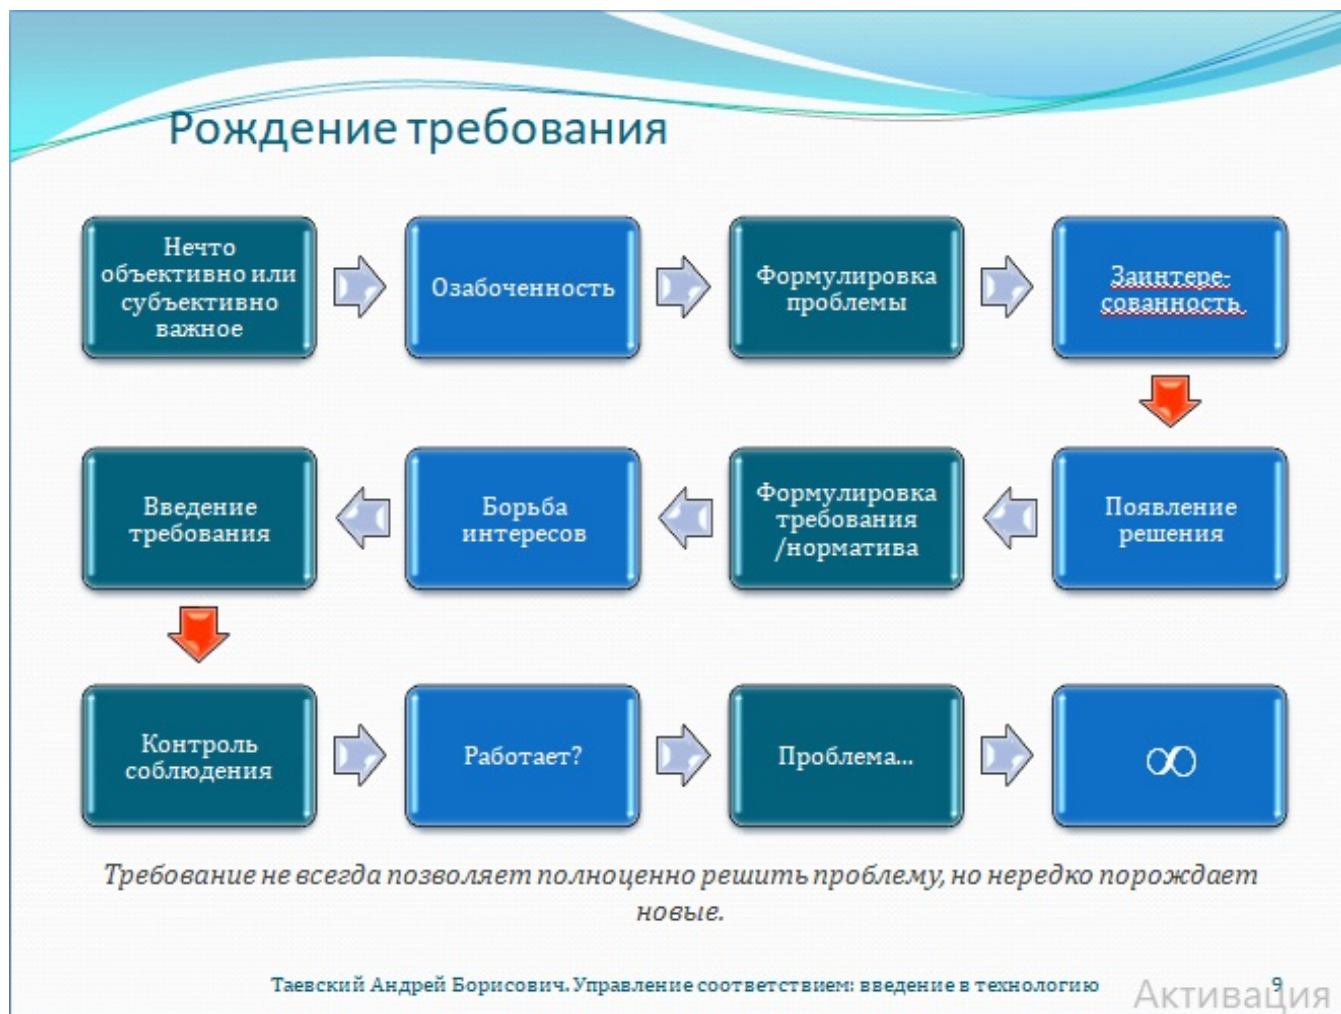 Рождение требования
Нечто
объективно или
субъективно
важное
Озабоченность
Формулировка
проблемы
Заинтере-
сованность
Введение
требования
Борьба
интересов
Формулировка
требования
/норматива
Появление
решения
Контроль
соблюдения
Работает?
Проблема...
∞
Требование не всегда позволяет полноценно решить проблему, но нередко порождает
новые.
Таевский Андрей Борисович. Управление соответствием: введение в технологию
9
Активация